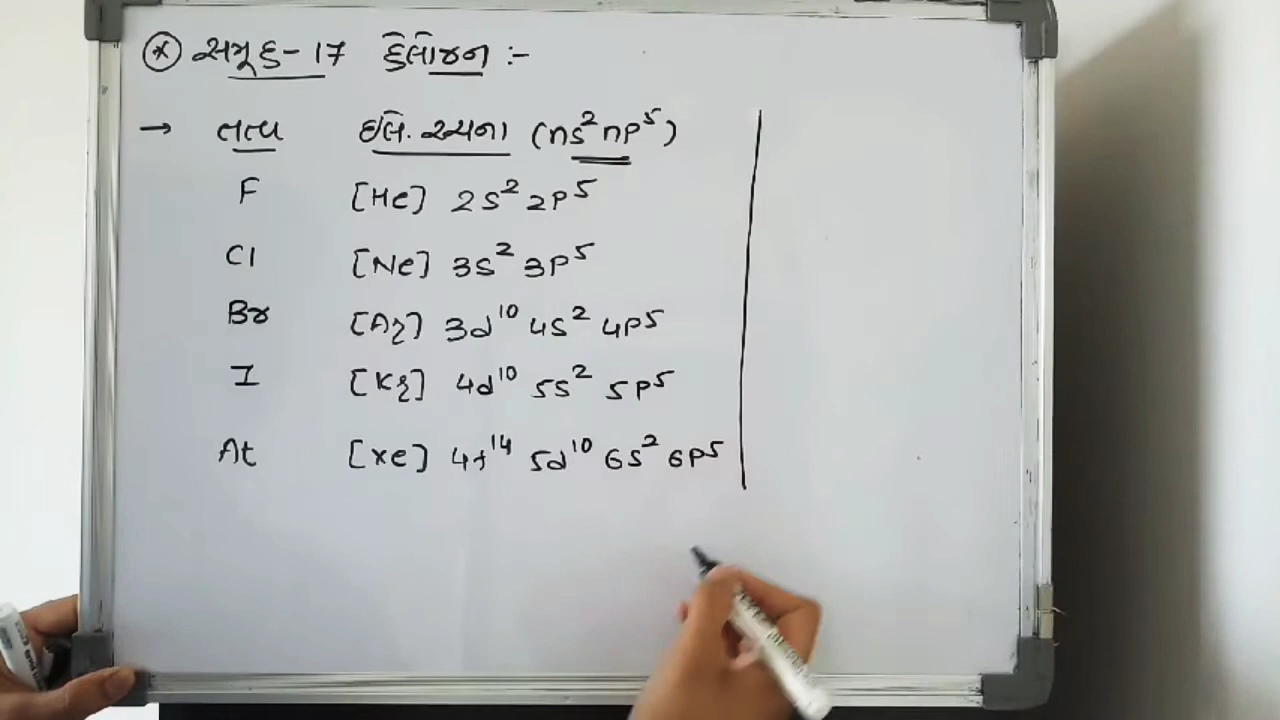 * સમૂહ - 17 હેલોજન :-
→ તત્વ ઇલે. રચના (ns² np⁵)
F [He] 2s² 2p⁵
Cl [Ne] 3s² 3p⁵
Br [Ar] 3d¹⁰ 4s² 4p⁵
I [Kr] 4d¹⁰ 5s² 5p⁵
At [Xe] 4f¹⁴ 5d¹⁰ 6s² 6p⁵